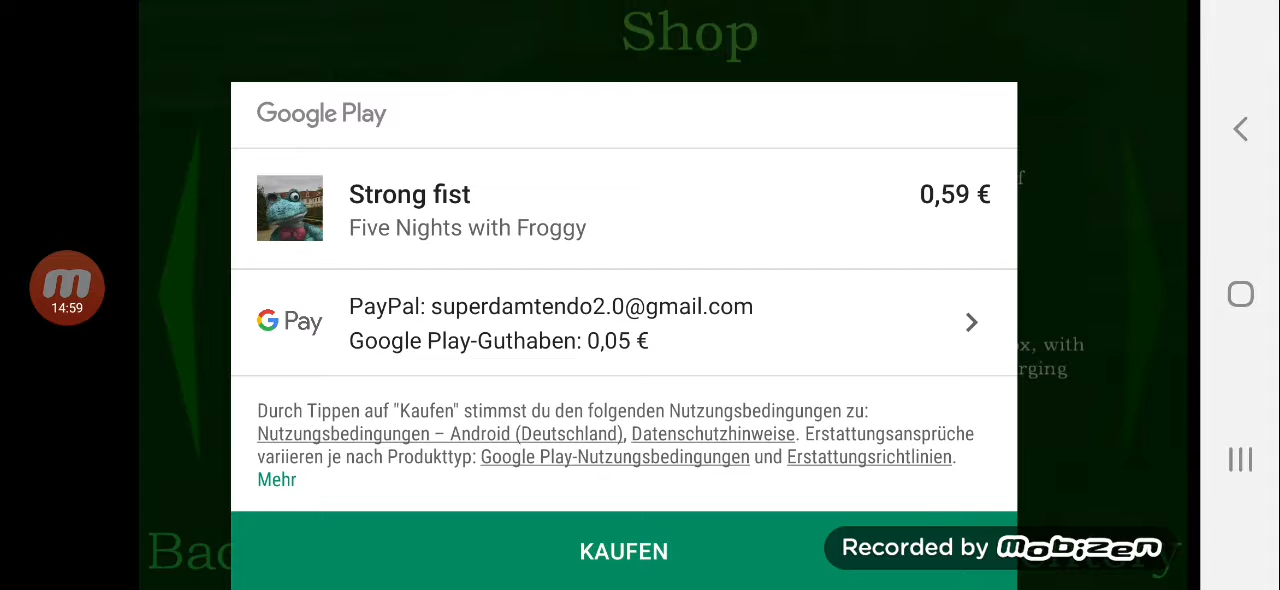 Shop
Google Play
Strong fist
0,59 €
Five Nights with Froggy
14:59
G Pay
PayPal: superdamtendo2.0@gmail.com
Google Play-Guthaben: 0,05 €
with
Durch Tippen auf "Kaufen" stimmst du den folgenden Nutzungsbedingungen zu:
Nutzungsbedingungen – Android (Deutschland), Datenschutzhinweise. Erstattungsansprüche
variieren je nach Produkttyp: Google Play-Nutzungsbedingungen und Erstattungsrichtlinien.
Mehr
KAUFEN
Recorded by mobizen